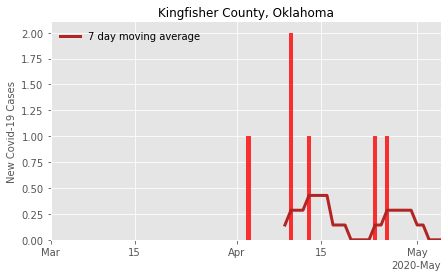 Kingfisher County, Oklahoma
7 day moving average
New Covid-19 Cases
2.00
1.75
1.50
1.25
1.00
0.75
0.50
0.25
0.00
Mar
15
Apr
15
May
2020-May